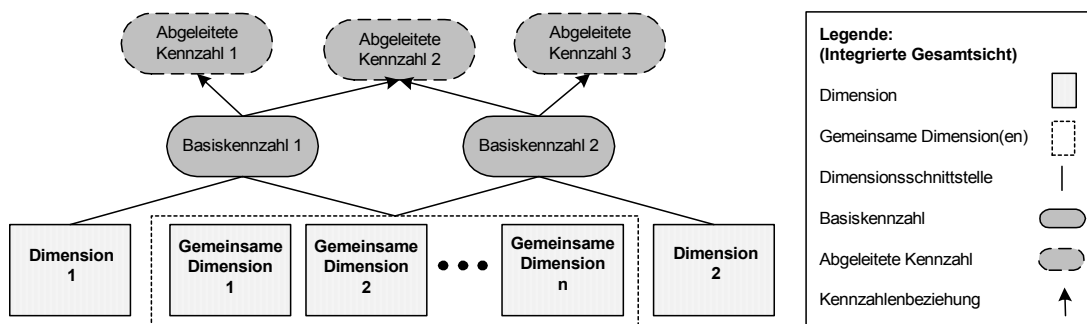 Abgeleitete
Kennzahl 1
Abgeleitete
Kennzahl 2
Abgeleitete
Kennzahl 3
Basiskennzahl 1
Basiskennzahl 2
Dimension
1
Gemeinsame
Dimension
1
Gemeinsame
Dimension
2
Gemeinsame
Dimension
n
Dimension
2
Legende:
(Integrierte Gesamtsicht)
Dimension
Gemeinsame Dimension(en)
Dimensionsschnittstelle
Basiskennzahl
Abgeleitete Kennzahl
Kennzahlenbeziehung